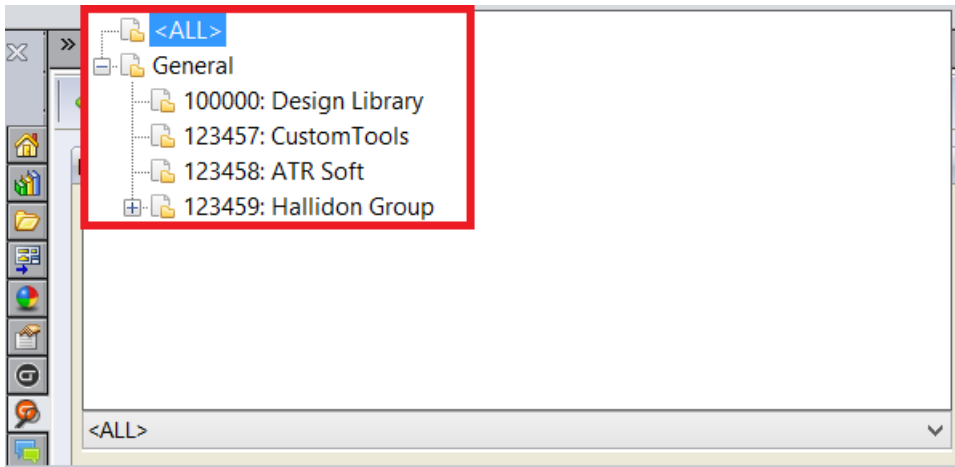 <ALL>
General
100000: Design Library
123457: CustomTools
123458: ATR Soft
123459: Hallidon Group
<ALL>